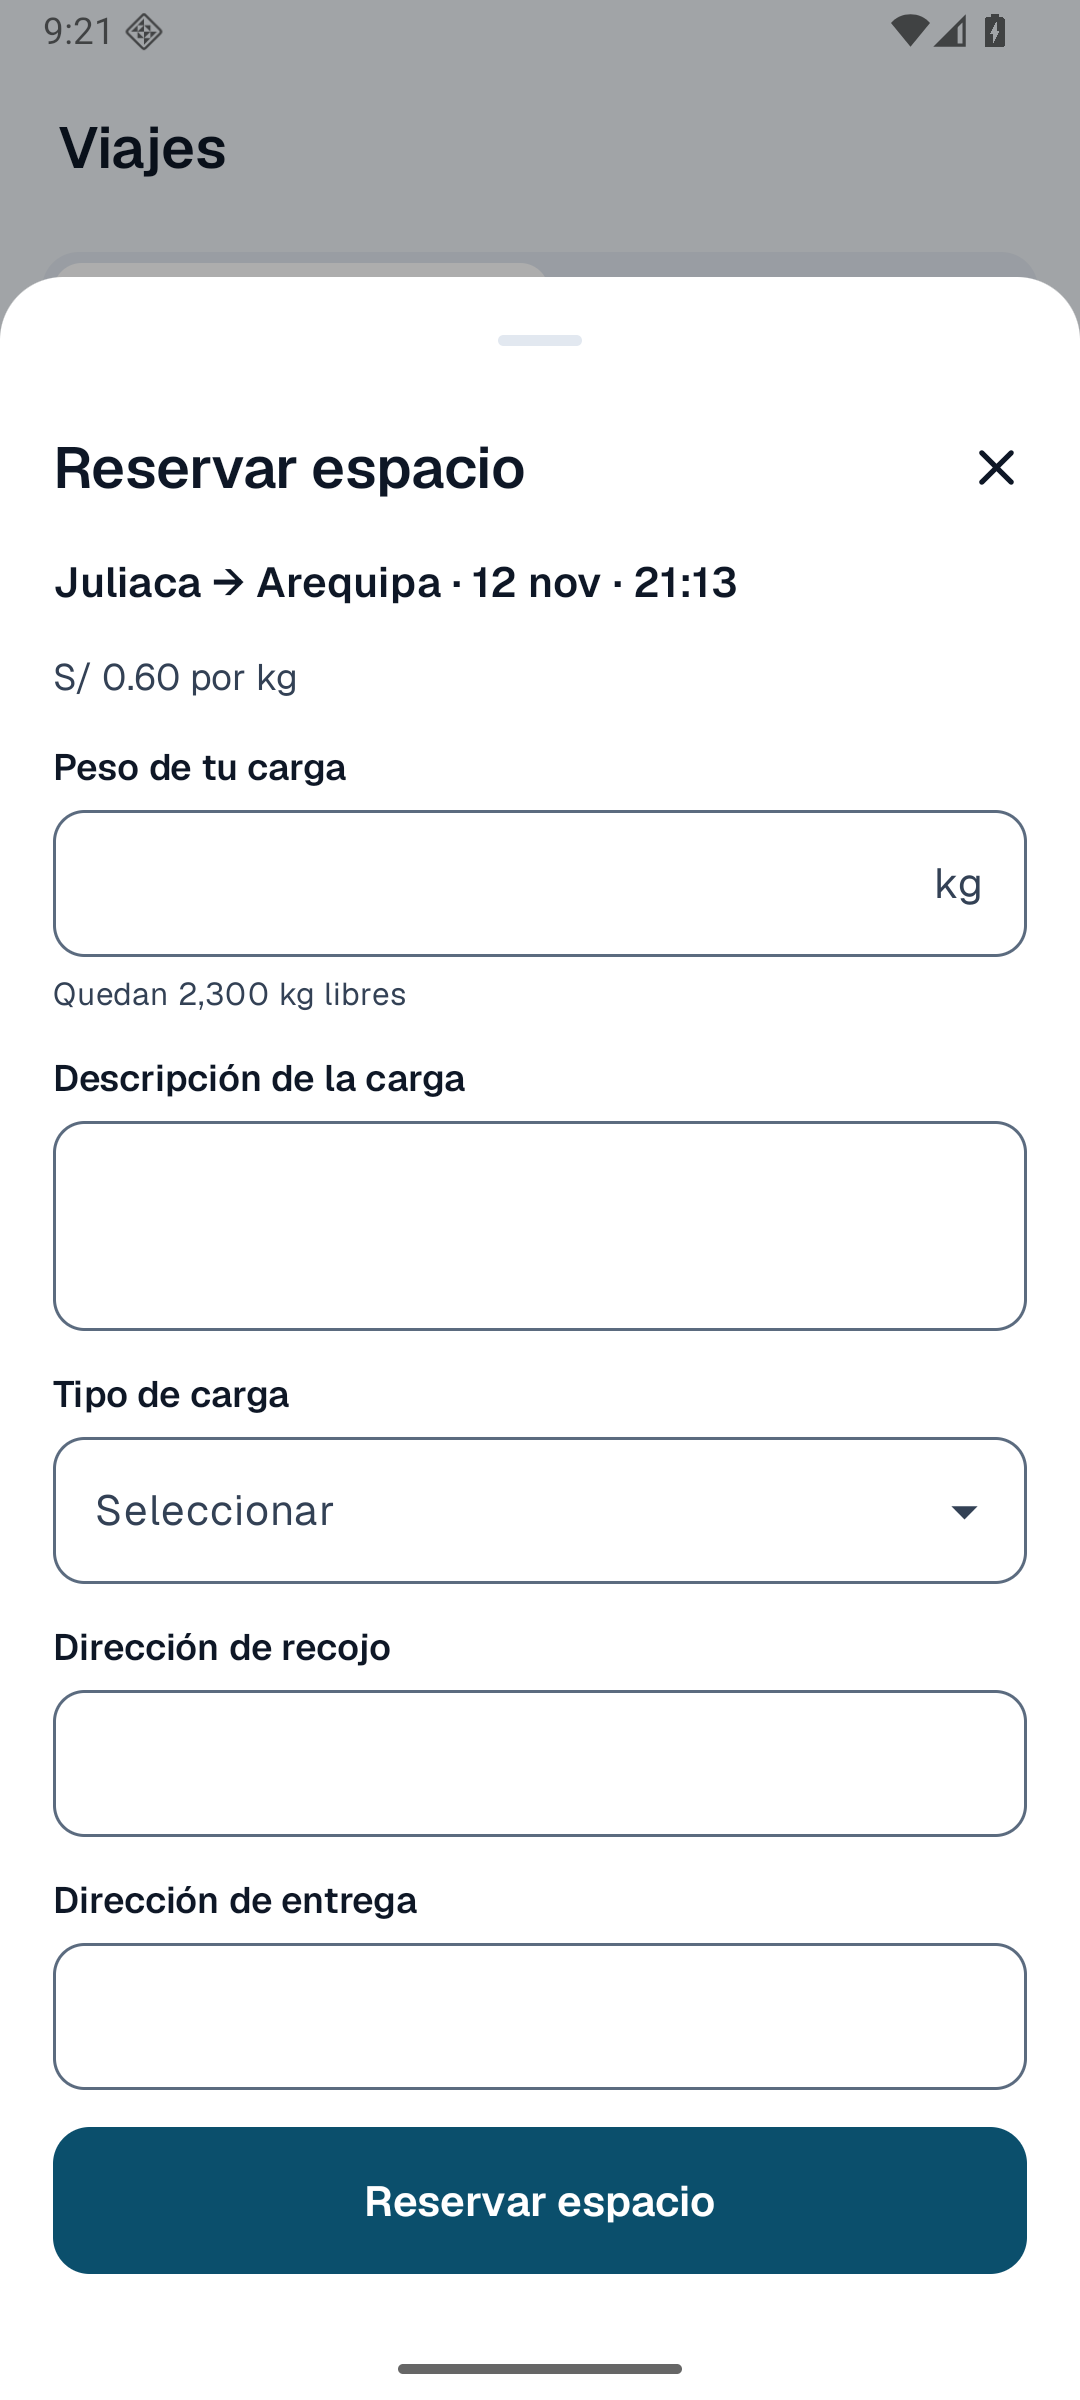 9:21
Viajes
Reservar espacio
Juliaca → Arequipa · 12 nov · 21:13
S/ 0.60 por kg
Peso de tu carga
kg
Quedan 2,300 kg libres
Descripción de la carga
Tipo de carga
Seleccionar
Dirección de recojo
Dirección de entrega
Reservar espacio